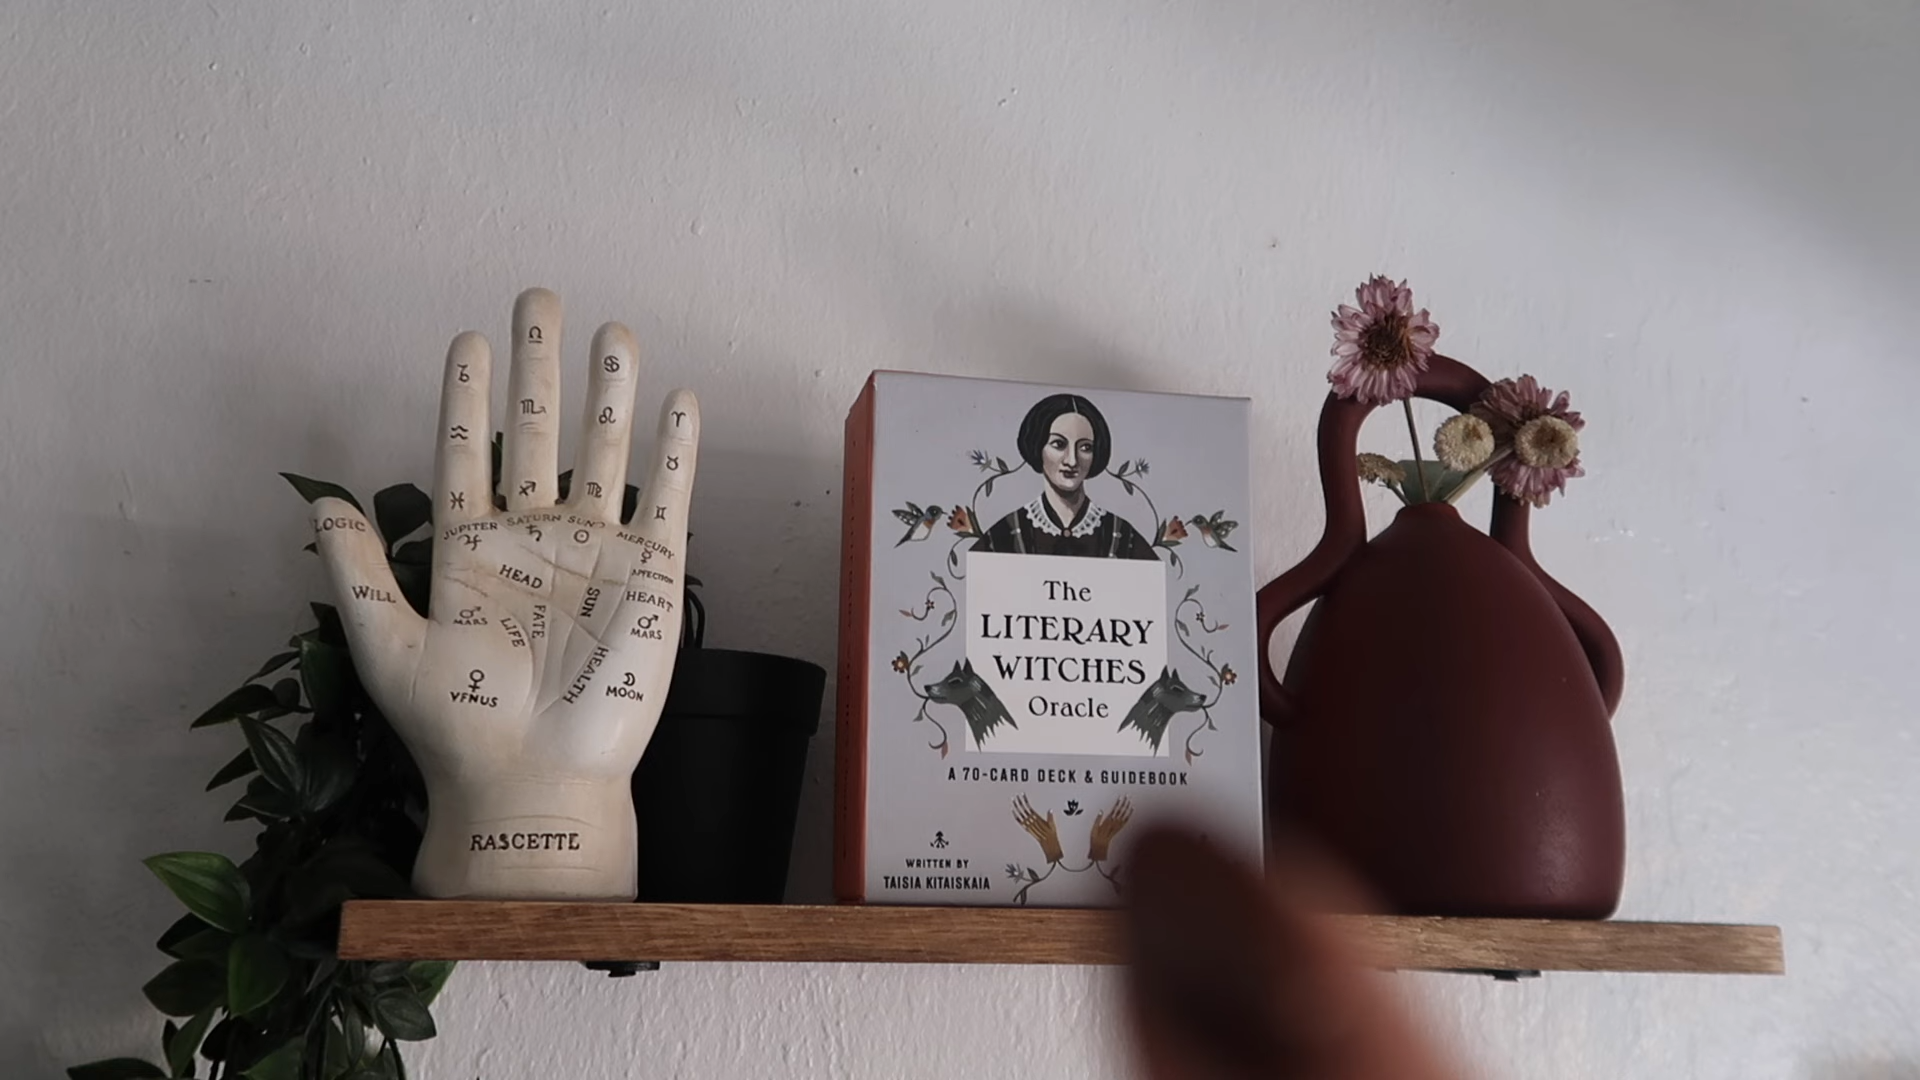 LOGIC
WILL
JUPITER
SATURN
SUN
MERCURY
AFFECTION
HEAD
HEART
SUN
FATE
LIFE
MARS
MARS
HEALTH
VENUS
MOON
RASCETTE
The
LITERARY
WITCHES
Oracle
A 70-CARD DECK & GUIDEBOOK
WRITTEN BY
TAISIA KITAISKAIA